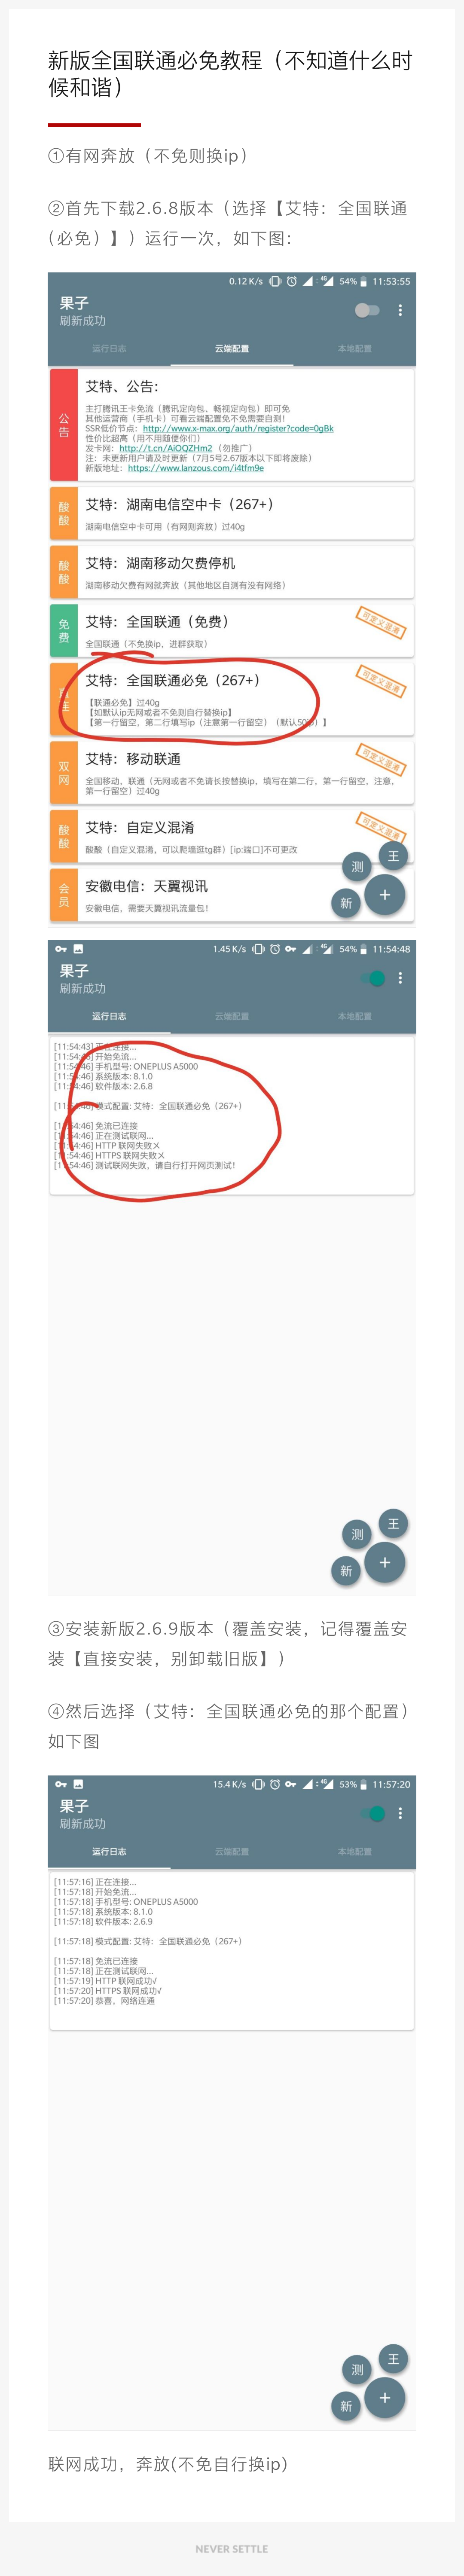 新版全国联通必免教程（不知道什么时
候和谐）
①有网奔放（不免则换ip）
②首先下载2.6.8版本（选择【艾特：全国联通
(必免）】）运行一次，如下图：
0.12 K/s 4G 54% 11:53:55
果子
刷新成功
运行日志 云端配置 本地配置
公告
艾特、公告：
主打腾讯王卡免流（腾讯定向包、畅视定向包）即可免
其他运营商（手机卡）可看云端配置免不免需要自测！
SSR低价节点：http://www.x-max.org/auth/register?code=0gBk
性价比超高（用不用随便你们）
发卡网：http://t.cn/AiOQZHm2（勿推广）
注：未更新用户请及时更新（7月5号2.67版本以下即将废除）
新版地址：https://www.lanzous.com/i4tfm9e
酸酸
艾特：湖南电信空中卡（267+）
湖南电信空中卡可用（有网则奔放）过40g
酸酸
艾特：湖南移动欠费停机
湖南移动欠费有网就奔放（其他地区自测有没有网络）
免费
艾特：全国联通（免费）
可定义混淆
全国联通（不免换ip，进群获取）
艾特：全国联通必免（267+）
可定义混淆
【联通必免】过40g
【如默认ip无网或者不免则自行替换ip】
【第一行留空，第二行填写ip（注意第一行留空）（默认50g）】
双网
艾特：移动联通
可定义混淆
全国移动，联通（无网或者不免请长按替换ip，填写在第二行，第一行留空，注意，
第一行留空）过40g
酸酸
艾特：自定义混淆
可定义混淆
酸酸（自定义混淆，可以爬墙逛tg群）[ip:端口]不可更改
会员
安徽电信：天翼视讯
安徽电信，需要天翼视讯流量包！
王
测
+
新
1.45 K/s 4G 54% 11:54:48
果子
刷新成功
运行日志 云端配置 本地配置
[11:54:43] 正在连接...
[11:54:46] 开始免流...
[11:54:46] 手机型号: ONEPLUS A5000
[11:54:46] 系统版本: 8.1.0
[11:54:46] 软件版本: 2.6.8
[11:54:46] 模式配置: 艾特：全国联通必免（267+）
[11:54:46] 免流已连接
[11:54:46] 正在测试联网...
[11:54:46] HTTP 联网失败✗
[11:54:46] HTTPS 联网失败✗
[11:54:46] 测试联网失败，请自行打开网页测试！
王
测
+
新
③安装新版2.6.9版本（覆盖安装，记得覆盖安
装【直接安装，别卸载旧版】）
④然后选择（艾特：全国联通必免的那个配置）
如下图
15.4 K/s 4G 53% 11:57:20
果子
刷新成功
运行日志 云端配置 本地配置
[11:57:16] 正在连接...
[11:57:18] 开始免流...
[11:57:18] 手机型号: ONEPLUS A5000
[11:57:18] 系统版本: 8.1.0
[11:57:18] 软件版本: 2.6.9
[11:57:18] 模式配置: 艾特：全国联通必免（267+）
[11:57:18] 免流已连接
[11:57:18] 正在测试联网...
[11:57:19] HTTP 联网成功√
[11:57:20] HTTPS 联网成功√
[11:57:20] 恭喜，网络连通
王
测
+
新
联网成功，奔放(不免自行换ip)
NEVER SETTLE